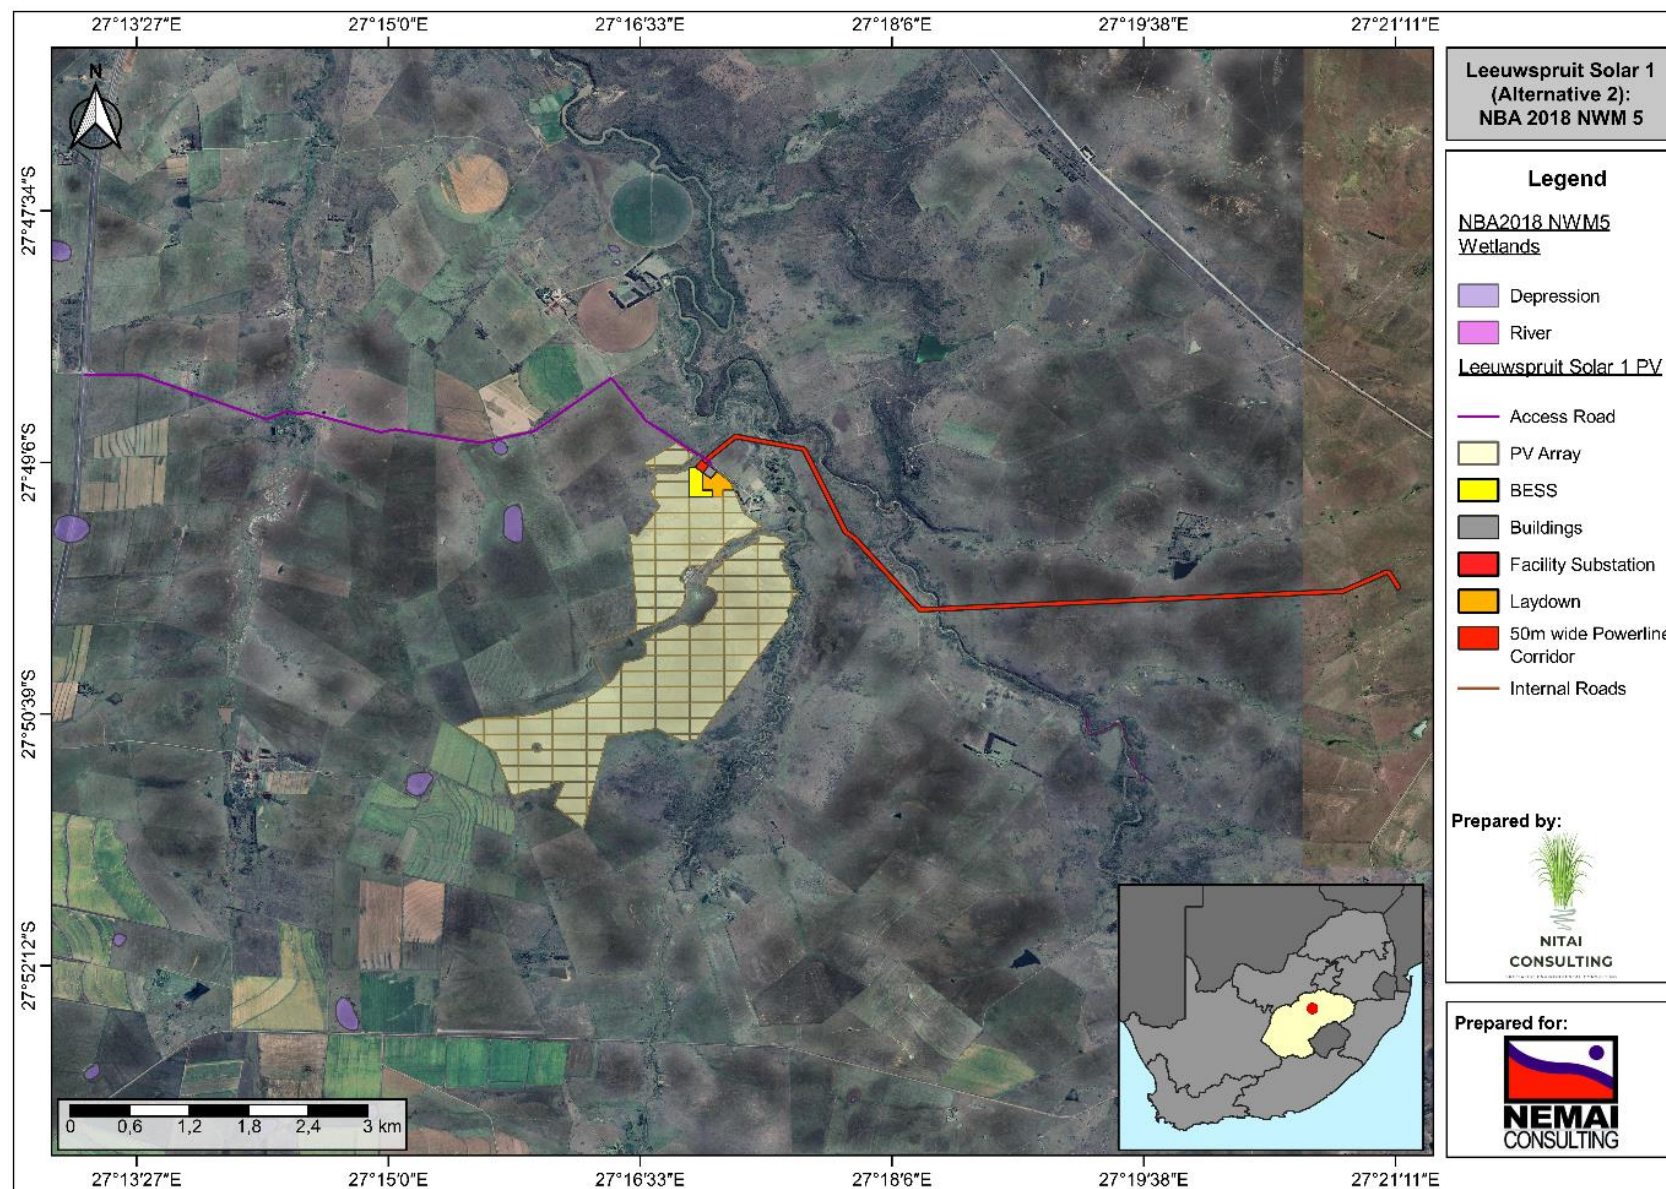 27°13'27"E
27°15'0"E
27°16'33"E
27°18'6"E
27°19'38"E
27°21'11"E
N
27°47'34"S
27°49'6"S
27°50'39"S
27°52'12"S
Leeuwspruit Solar 1
(Alternative 2):
NBA 2018 NWM 5
Legend
NBA2018 NWM5
Wetlands
Depression
River
Leeuwspruit Solar 1 PV
Access Road
PV Array
BESS
Buildings
Facility Substation
Laydown
50m wide Powerline
Corridor
Internal Roads
Prepared by:
NITAI
CONSULTING
Prepared for:
NEMAI
CONSULTING
0
0,6
1,2
1,8
2,4
3 km
27°13'27"E
27°15'0"E
27°16'33"E
27°18'6"E
27°19'38"E
27°21'11"E